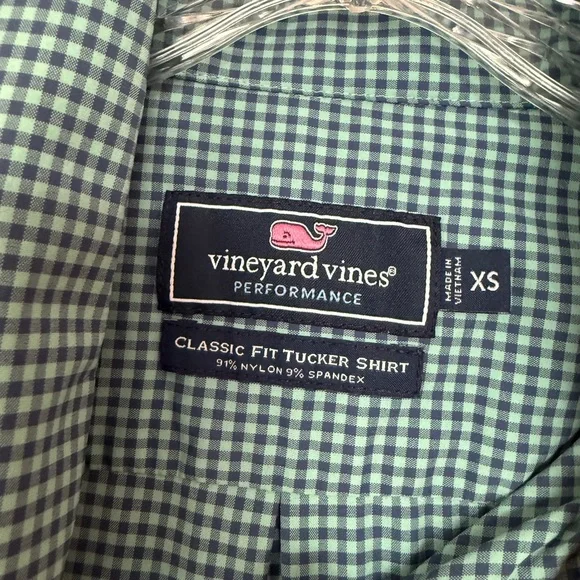 vineyard vines®
PERFORMANCE
MADE IN
VIETNAM
XS
CLASSIC FIT TUCKER SHIRT
91% NYLON 9% SPANDEX